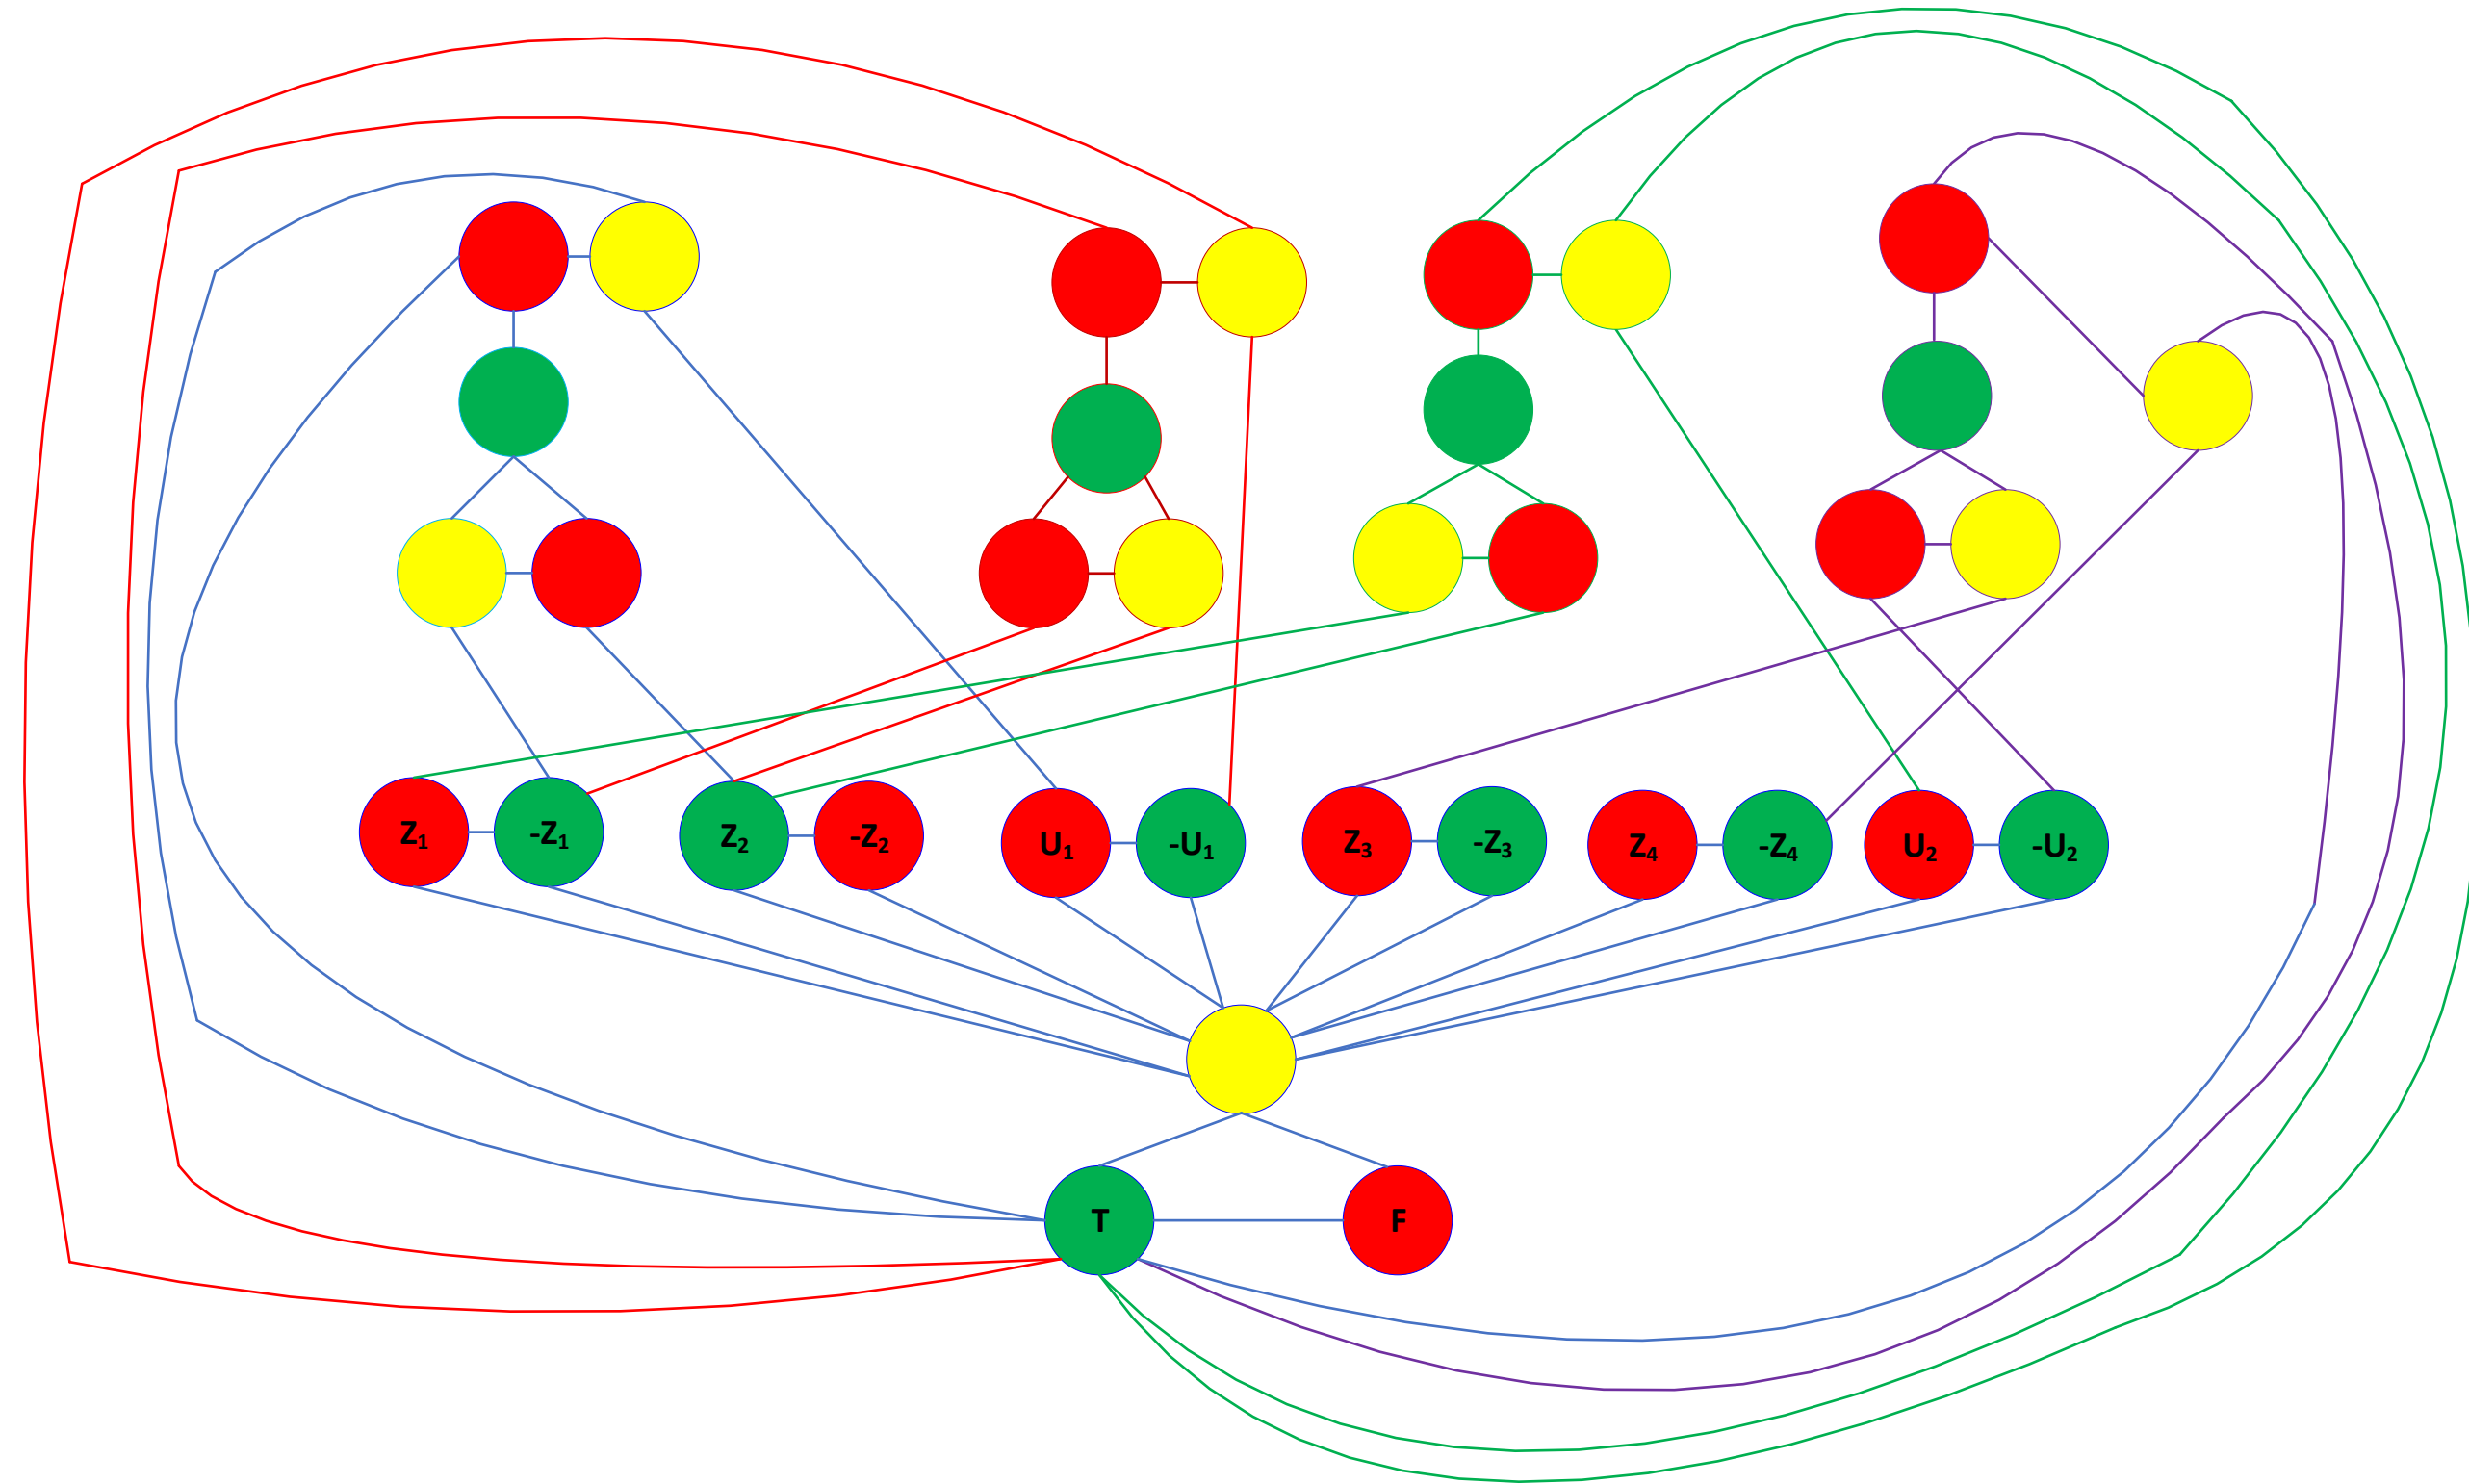 Z₁ -Z₁ Z₂ -Z₂ U₁ -U₁ Z₃ -Z₃ Z₄ -Z₄ U₂ -U₂
T F